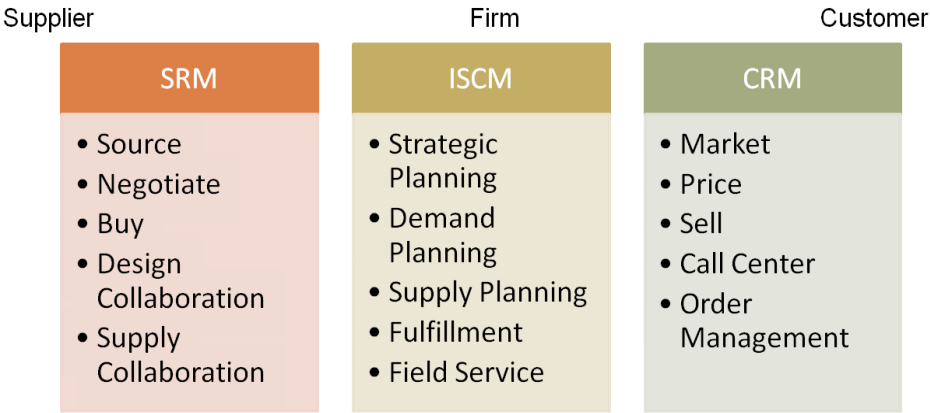 Supplier
Firm
Customer
SRM
• Source
• Negotiate
• Buy
• Design
Collaboration
• Supply
Collaboration
ISCM
• Strategic
Planning
• Demand
Planning
• Supply Planning
• Fulfillment
• Field Service
CRM
• Market
• Price
• Sell
• Call Center
• Order
Management